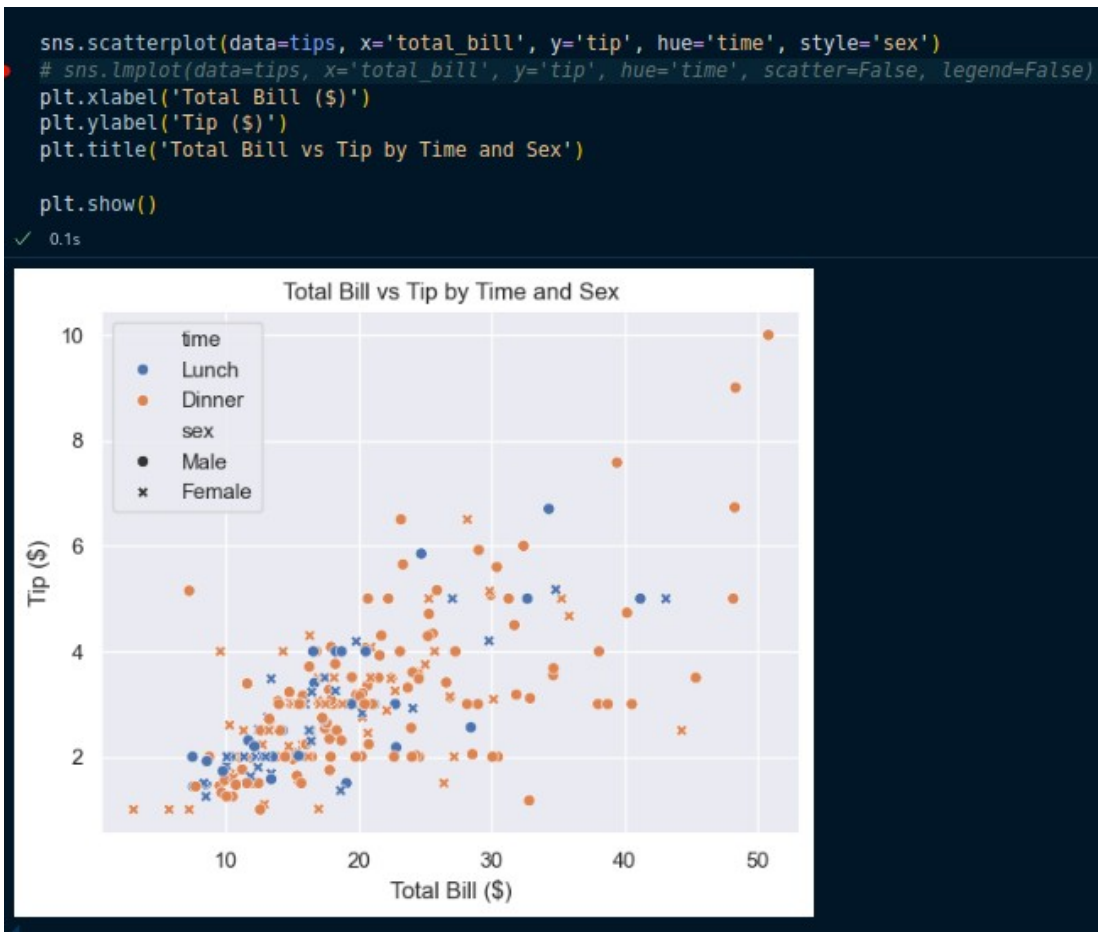 sns.scatterplot(data=tips, x='total_bill', y='tip', hue='time', style='sex')
# sns.lmplot(data=tips, x='total_bill', y='tip', hue='time', scatter=False, legend=False)
plt.xlabel('Total Bill ($)')
plt.ylabel('Tip ($)')
plt.title('Total Bill vs Tip by Time and Sex')
plt.show()
0.1s
Total Bill vs Tip by Time and Sex
time
Lunch
Dinner
sex
Male
Female
10
8
6
4
2
Tip ($)
10 20 30 40 50
Total Bill ($)